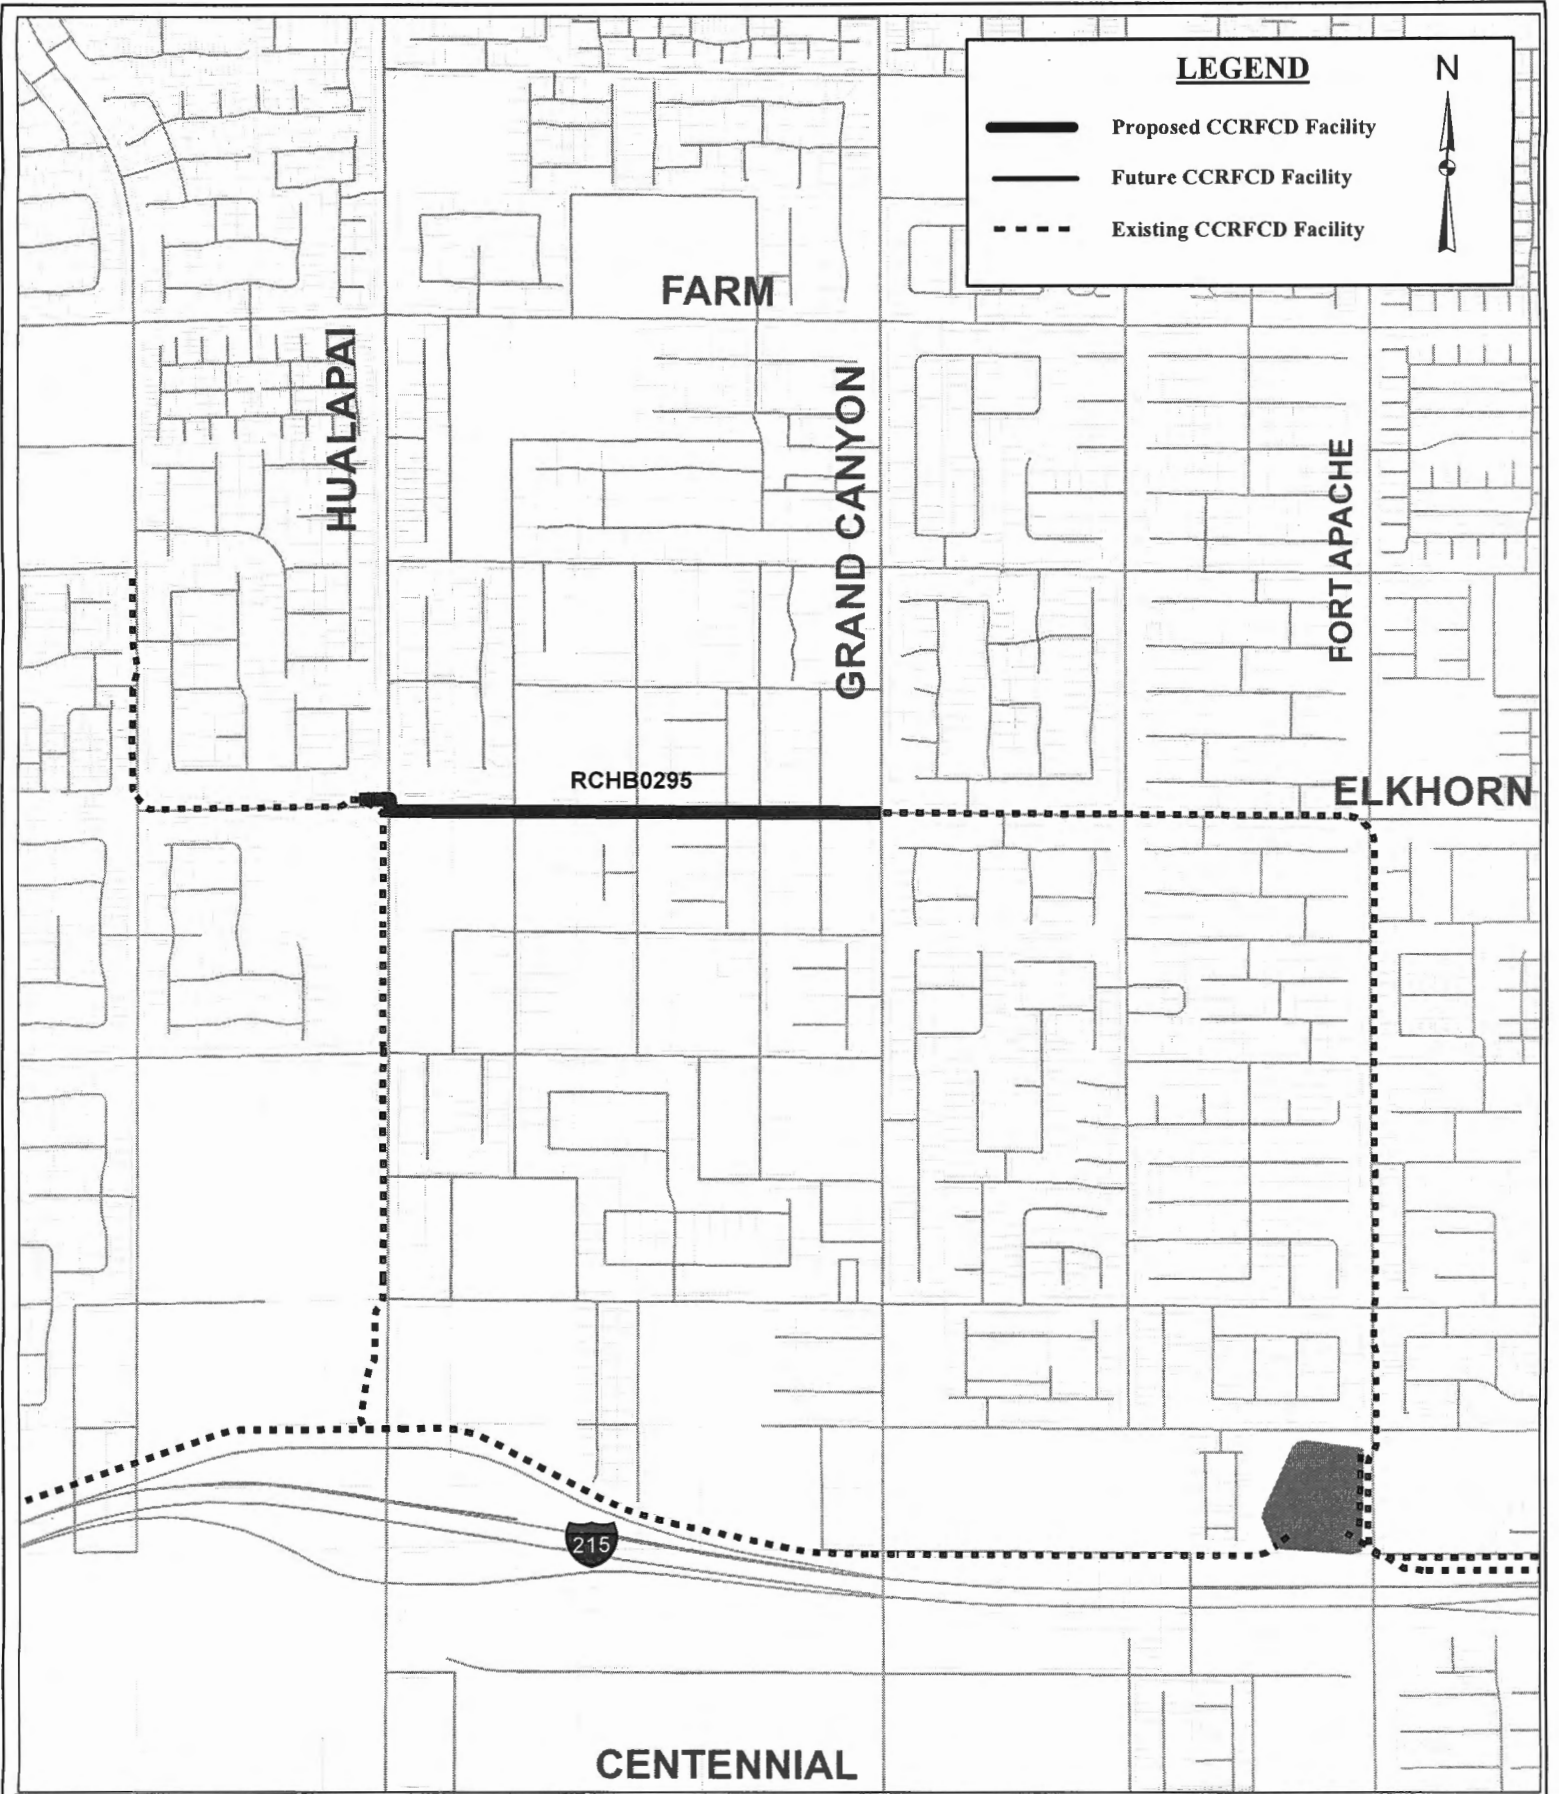 LEGEND
N
Proposed CCRFCD Facility
Future CCRFCD Facility
Existing CCRFCD Facility
FARM
HUALAPAI
GRAND CANYON
FORT APACHE
RCHB0295
ELKHORN
215
CENTENNIAL